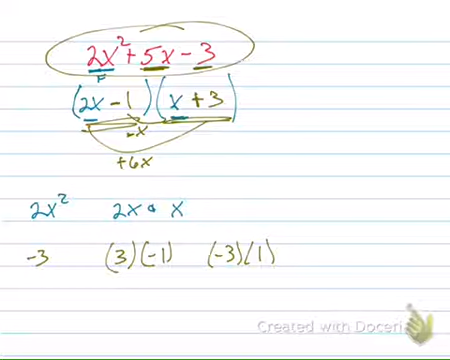 2x² + 5x - 3
(2x - 1)(x + 3)
-x
+6x
2x² 2x · x
-3 (3)(-1) (-3)(1)
Created with Doceri